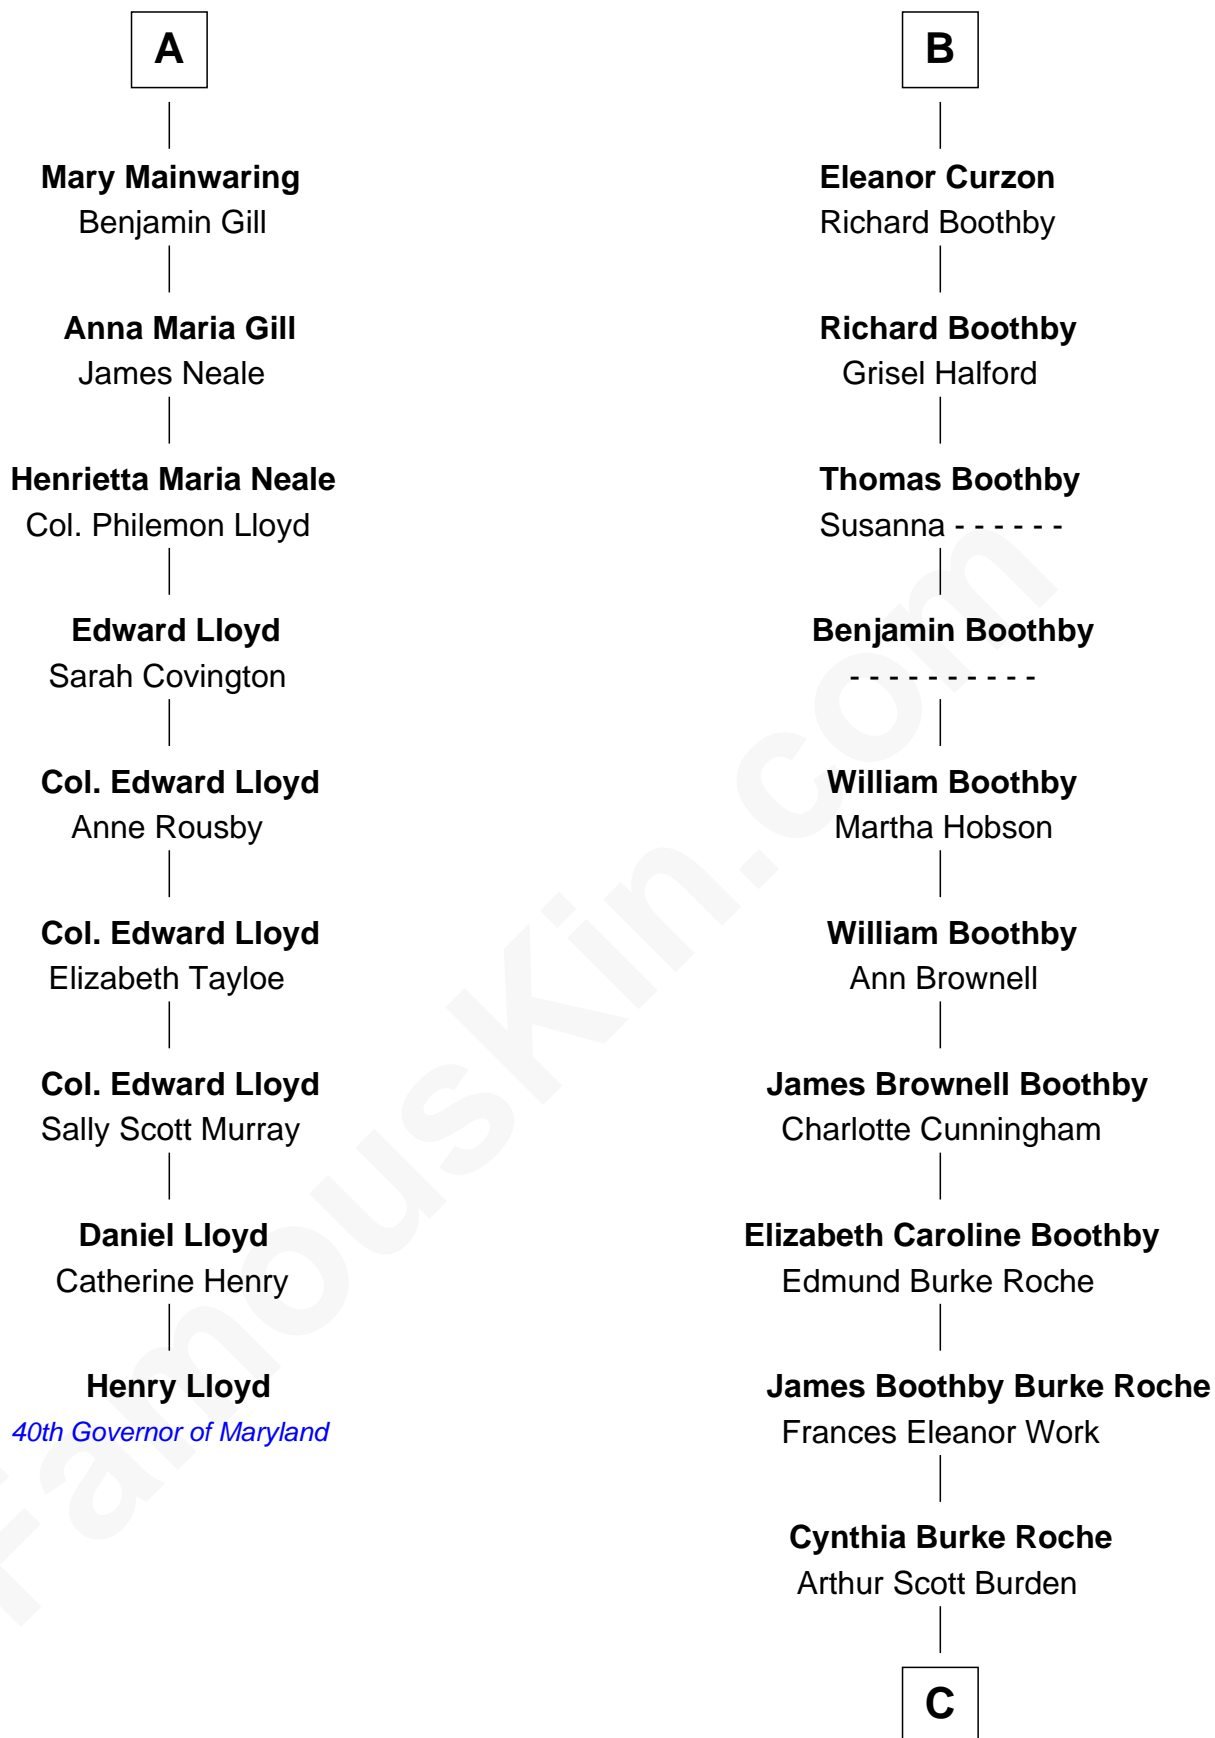 A
Mary Mainwaring
Benjamin Gill
Anna Maria Gill
James Neale
Henrietta Maria Neale
Col. Philemon Lloyd
Edward Lloyd
Sarah Covington
Col. Edward Lloyd
Anne Rousby
Col. Edward Lloyd
Elizabeth Tayloe
Col. Edward Lloyd
Sally Scott Murray
Daniel Lloyd
Catherine Henry
Henry Lloyd
40th Governor of Maryland
B
Eleanor Curzon
Richard Boothby
Richard Boothby
Grisel Halford
Thomas Boothby
Susanna - - - - - -
Benjamin Boothby
- - - - - - - - - -
William Boothby
Martha Hobson
William Boothby
Ann Brownell
James Brownell Boothby
Charlotte Cunningham
Elizabeth Caroline Boothby
Edmund Burke Roche
James Boothby Burke Roche
Frances Eleanor Work
Cynthia Burke Roche
Arthur Scott Burden
C
FamousKin.com